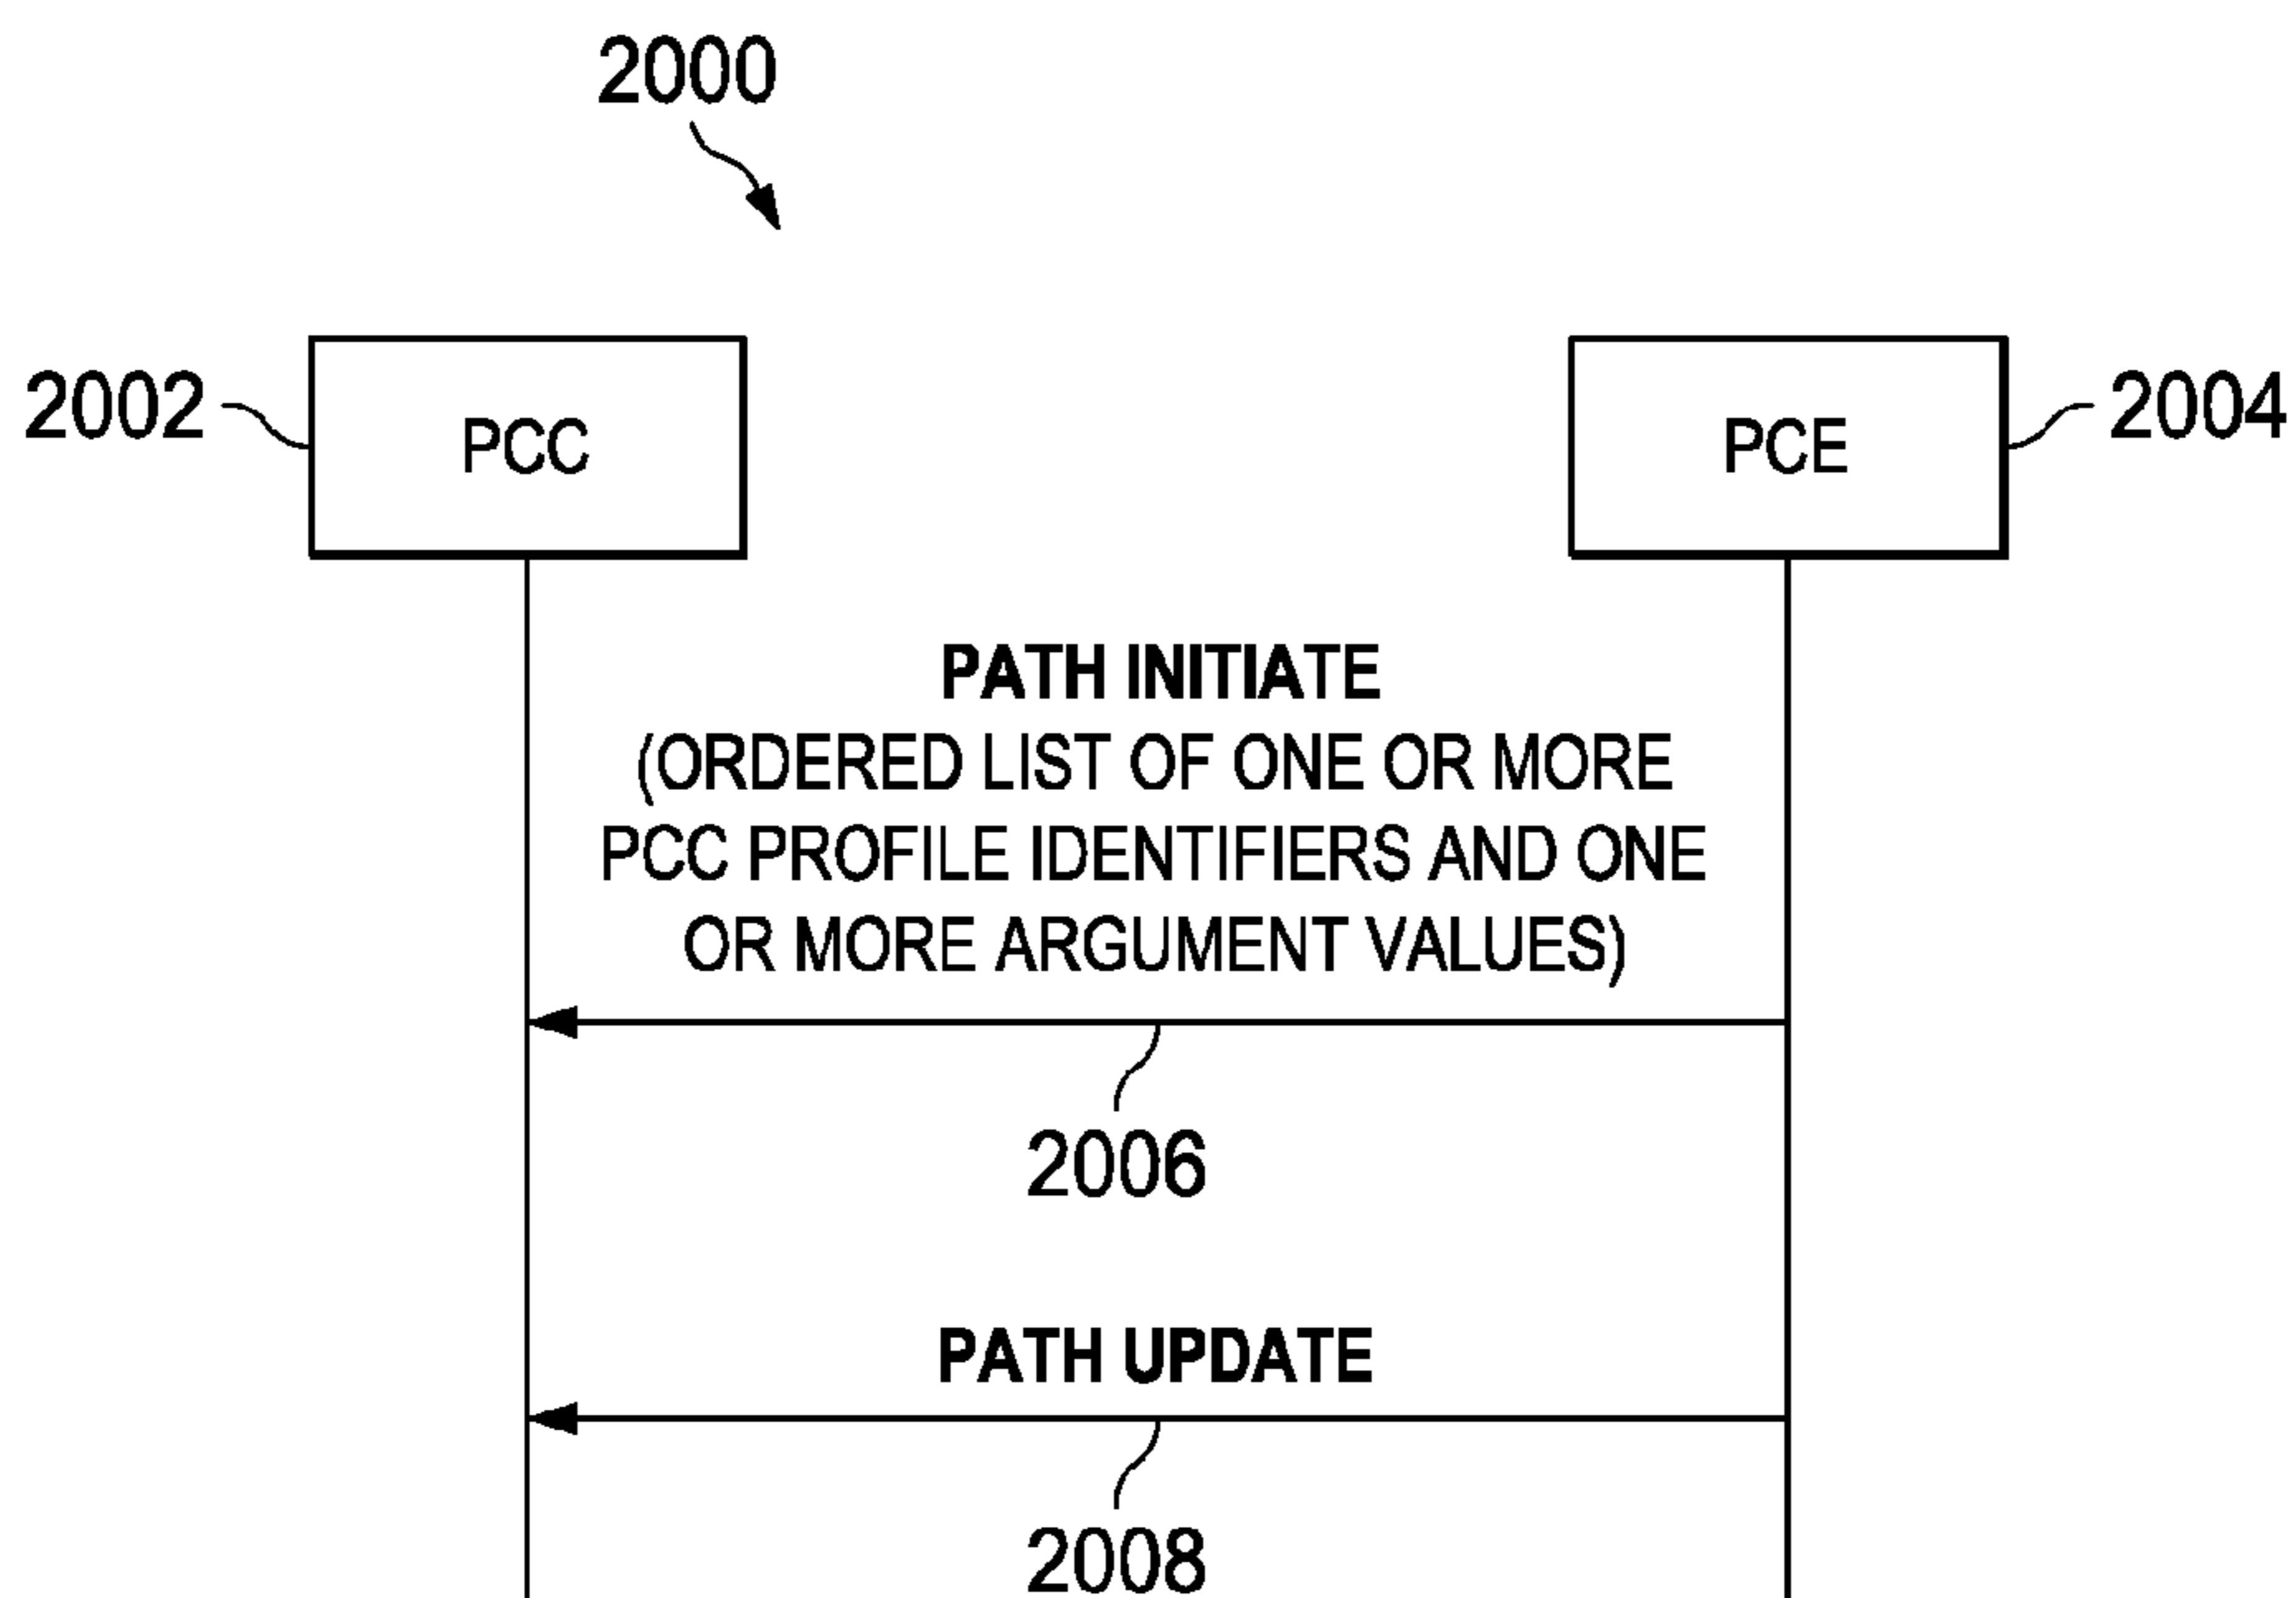 2000
2002
PCC
PCE
2004
PATH INITIATE
(ORDERED LIST OF ONE OR MORE
PCC PROFILE IDENTIFIERS AND ONE
OR MORE ARGUMENT VALUES)
2006
PATH UPDATE
2008